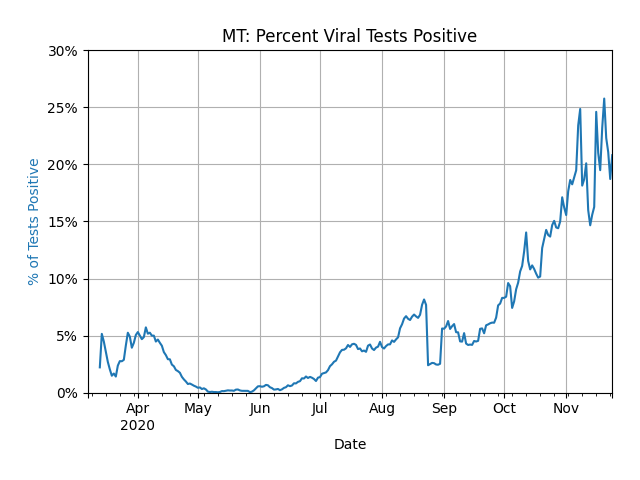 MT: Percent Viral Tests Positive
30%
25%
20%
15%
10%
5%
0%
% of Tests Positive
Apr May Jun Jul Aug Sep Oct Nov
2020
Date